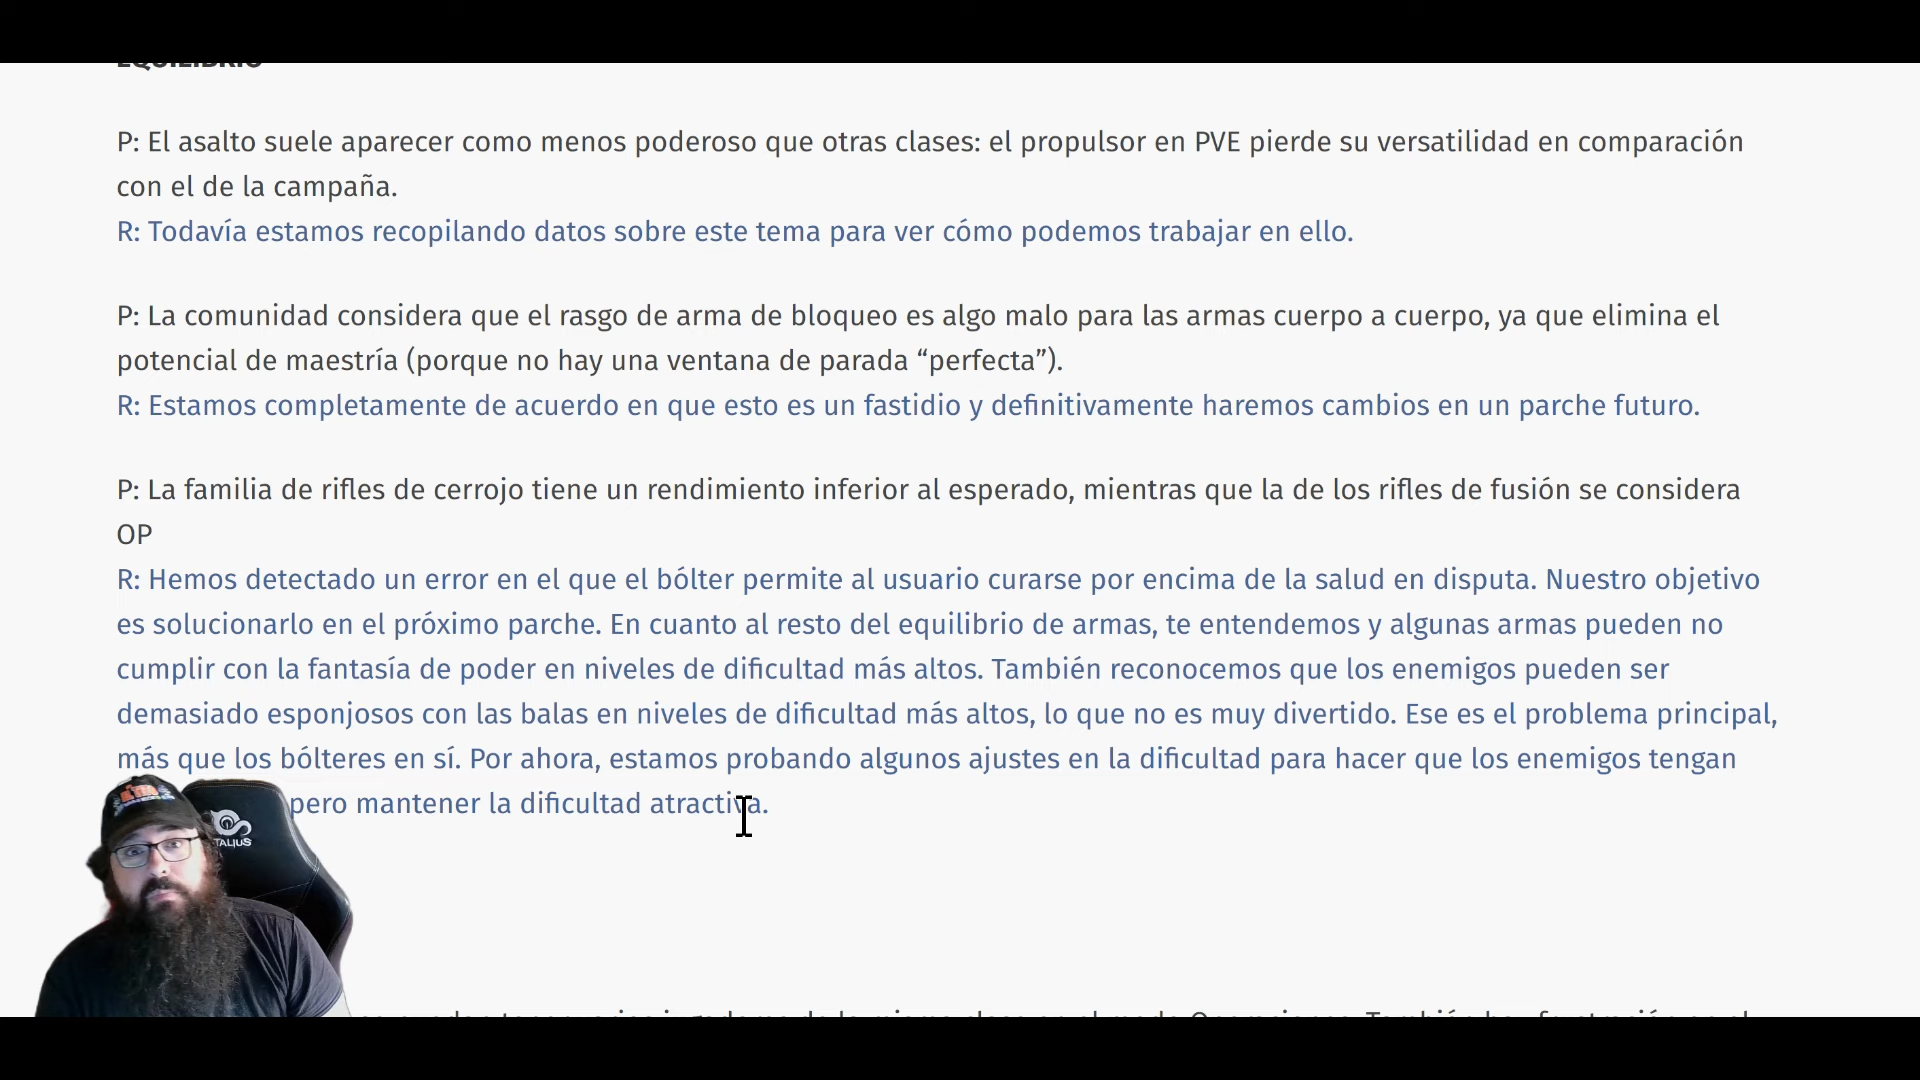 EQUILIBRIO
P: El asalto suele aparecer como menos poderoso que otras clases: el propulsor en PVE pierde su versatilidad en comparación
con el de la campaña.
R: Todavía estamos recopilando datos sobre este tema para ver cómo podemos trabajar en ello.
P: La comunidad considera que el rasgo de arma de bloqueo es algo malo para las armas cuerpo a cuerpo, ya que elimina el
potencial de maestría (porque no hay una ventana de parada “perfecta”).
R: Estamos completamente de acuerdo en que esto es un fastidio y definitivamente haremos cambios en un parche futuro.
P: La familia de rifles de cerrojo tiene un rendimiento inferior al esperado, mientras que la de los rifles de fusión se considera
OP
R: Hemos detectado un error en el que el bólter permite al usuario curarse por encima de la salud en disputa. Nuestro objetivo
es solucionarlo en el próximo parche. En cuanto al resto del equilibrio de armas, te entendemos y algunas armas pueden no
cumplir con la fantasía de poder en niveles de dificultad más altos. También reconocemos que los enemigos pueden ser
demasiado esponjosos con las balas en niveles de dificultad más altos, lo que no es muy divertido. Ese es el problema principal,
más que los bólteres en sí. Por ahora, estamos probando algunos ajustes en la dificultad para hacer que los enemigos tengan
pero mantener la dificultad atractiva.